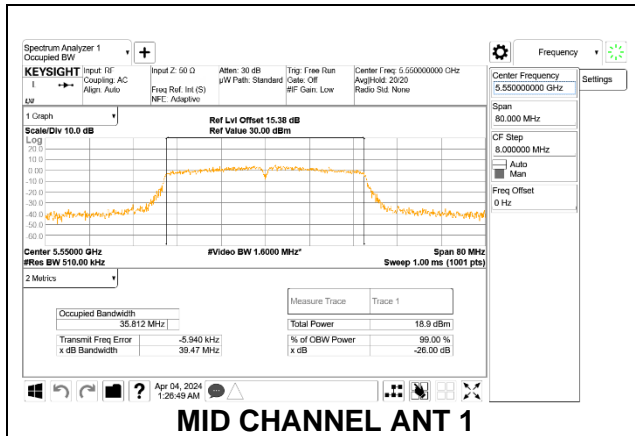 Spectrum Analyzer 1
Occupied BW
+
Frequency
KEYSIGHT
Input: RF
Coupling: AC
Align: Auto
Input Z: 50 Ω
Freq Ref: Int (S)
NFE: Adaptive
Atten: 30 dB
µW Path: Standard
Trig: Free Run
Gate: Off
#IF Gain: Low
Center Freq: 5.550000000 GHz
Avg|Hold: 20/20
Radio Std: None
Center Frequency
5.550000000 GHz
Settings
Span
80.000 MHz
CF Step
8.000000 MHz
Auto
Man
Freq Offset
0 Hz
1 Graph
Scale/Div 10.0 dB
Ref Lvl Offset 15.38 dB
Ref Value 30.00 dBm
Log
20.0
10.0
0.00
-10.0
-20.0
-30.0
-40.0
-50.0
-60.0
Center 5.55000 GHz
#Res BW 510.00 kHz
#Video BW 1.6000 MHz*
Span 80 MHz
Sweep 1.00 ms (1001 pts)
2 Metrics
Measure Trace
Trace 1
Occupied Bandwidth
35.812 MHz
Total Power
18.9 dBm
Transmit Freq Error
-5.940 kHz
% of OBW Power
99.00 %
x dB Bandwidth
39.47 MHz
x dB
-26.00 dB
?
Apr 04, 2024
1:26:49 AM
MID CHANNEL ANT 1